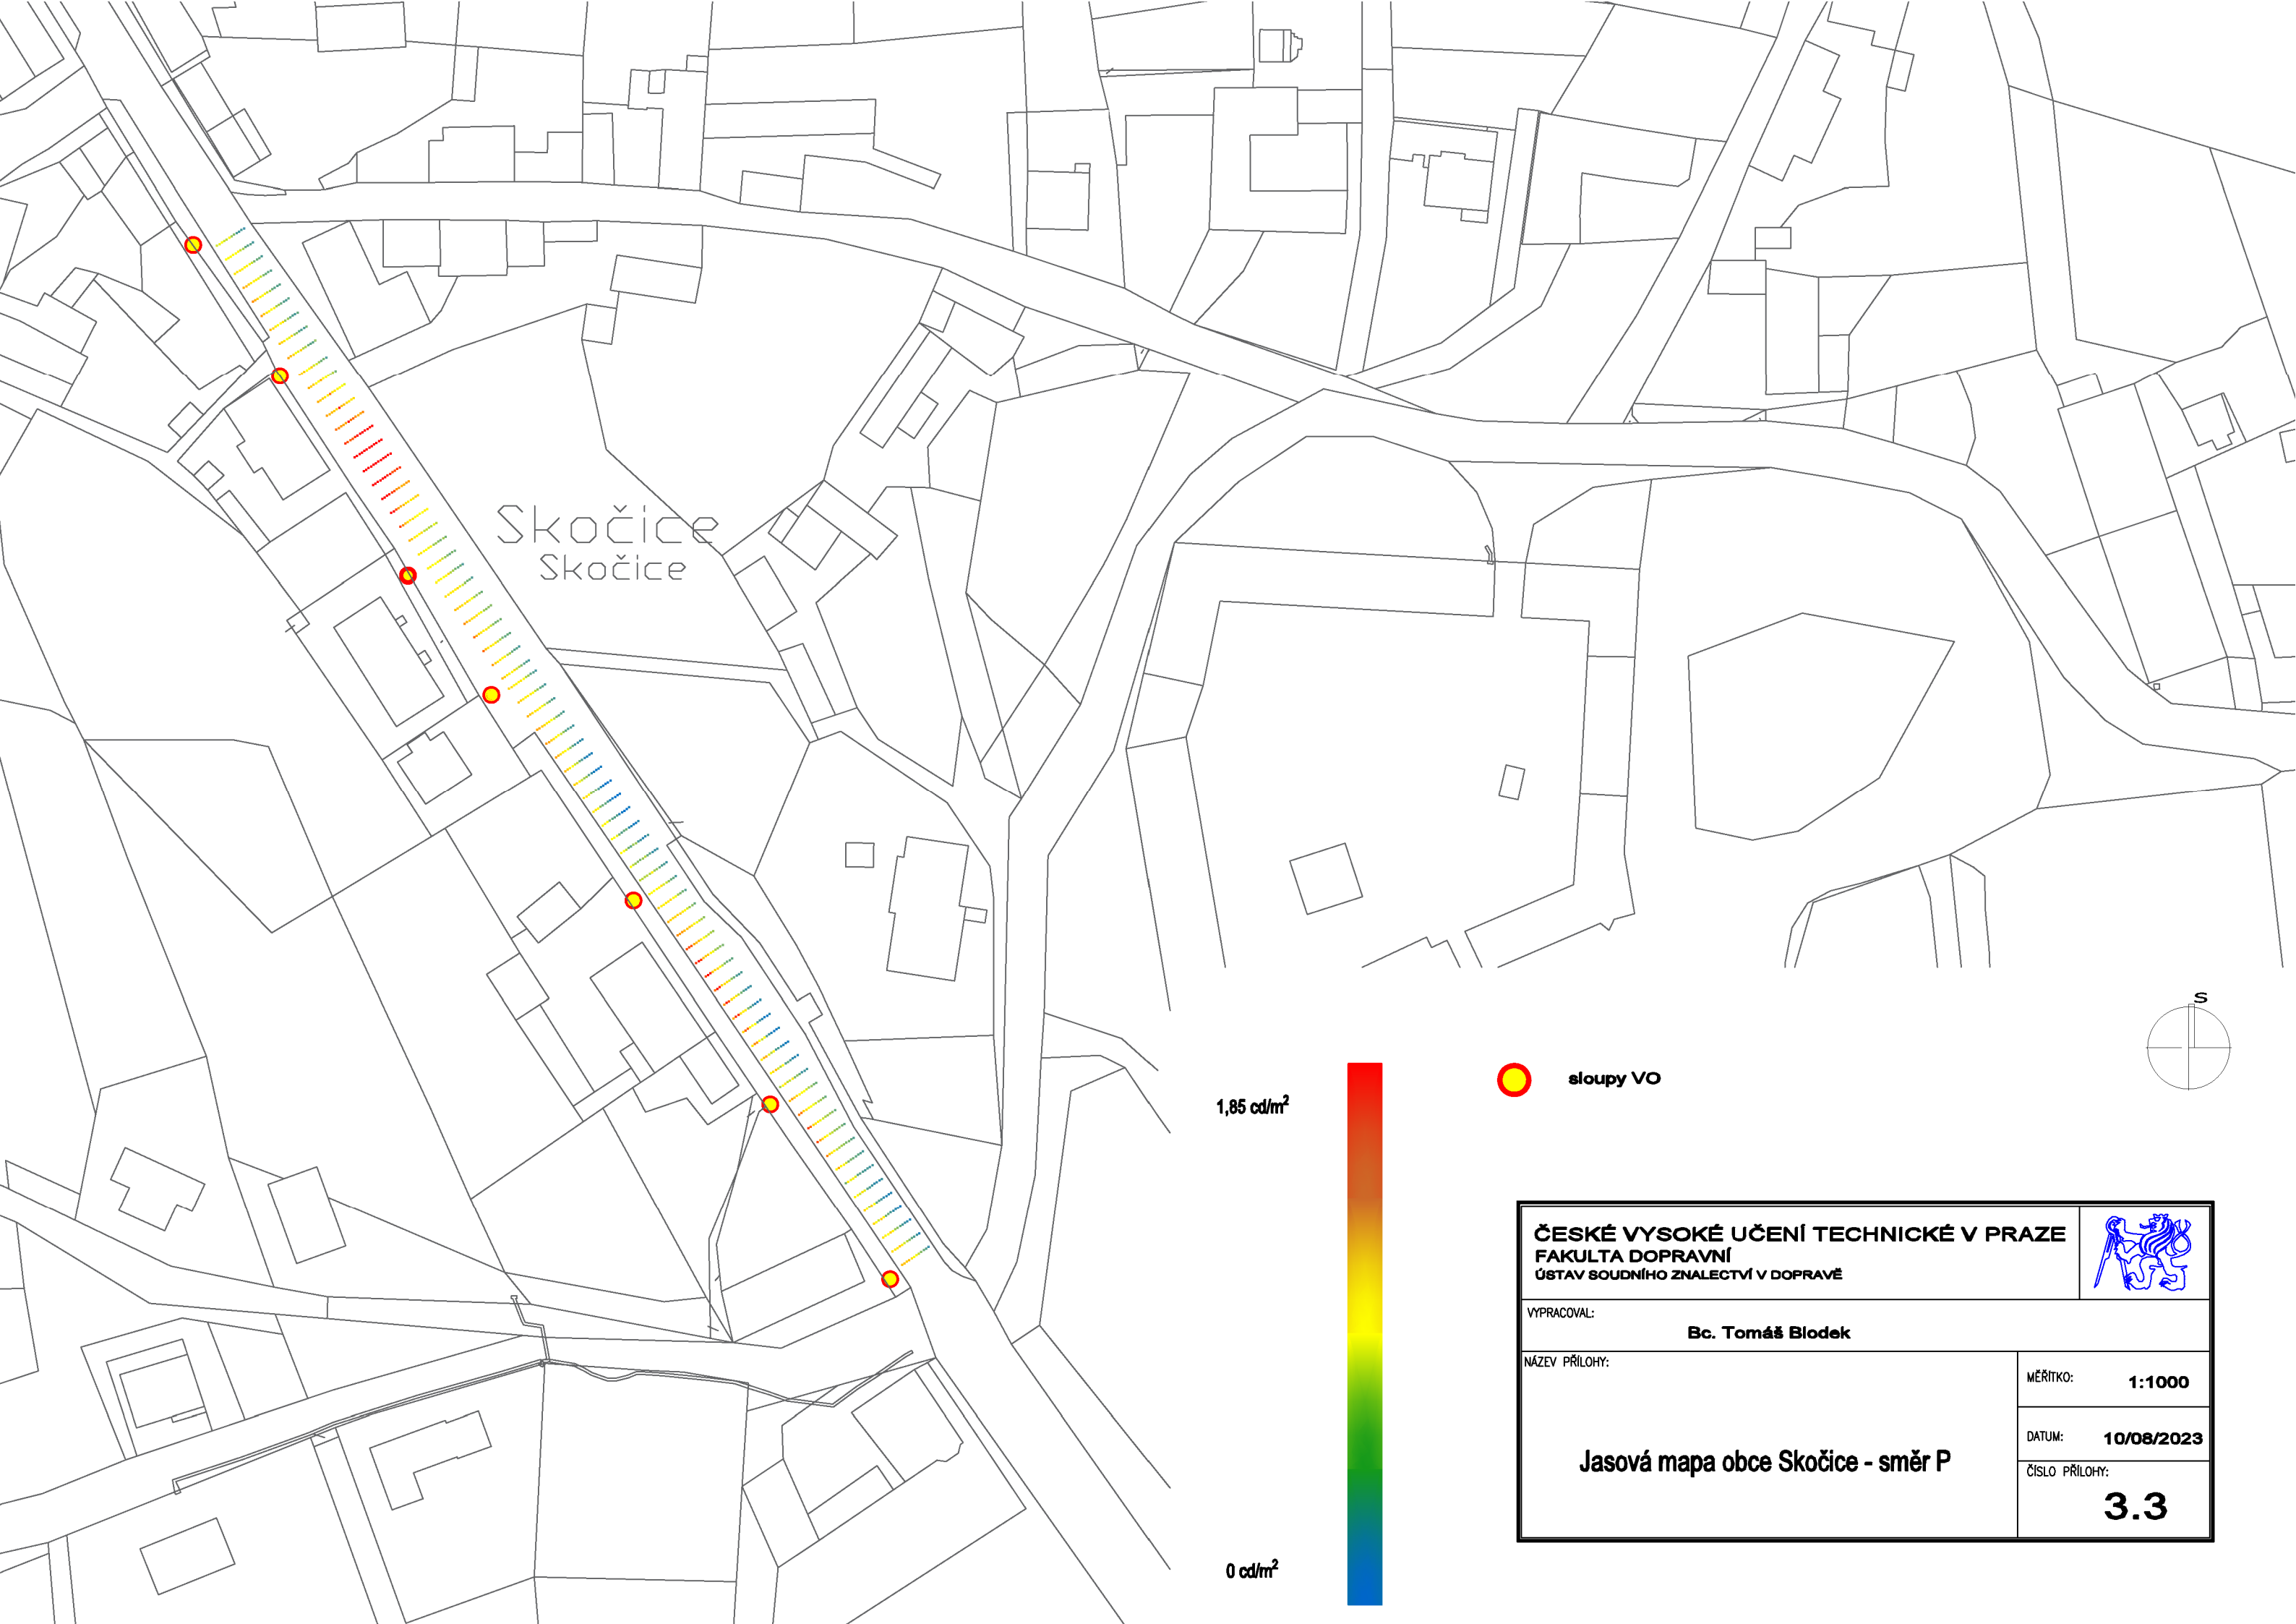 Skočice
Skočice
S
1,85 cd/m²
sloupy VO
0 cd/m²
ČESKÉ VYSOKÉ UČENÍ TECHNICKÉ V PRAZE
FAKULTA DOPRAVNÍ
ÚSTAV SOUDNÍHO ZNALECTVÍ V DOPRAVĚ
VYPRACOVAL:
Bc. Tomáš Blodek
NÁZEV PŘÍLOHY:
Jasová mapa obce Skočice - směr P
MĚŘÍTKO:
1:1000
DATUM:
10/08/2023
ČÍSLO PŘÍLOHY:
3.3